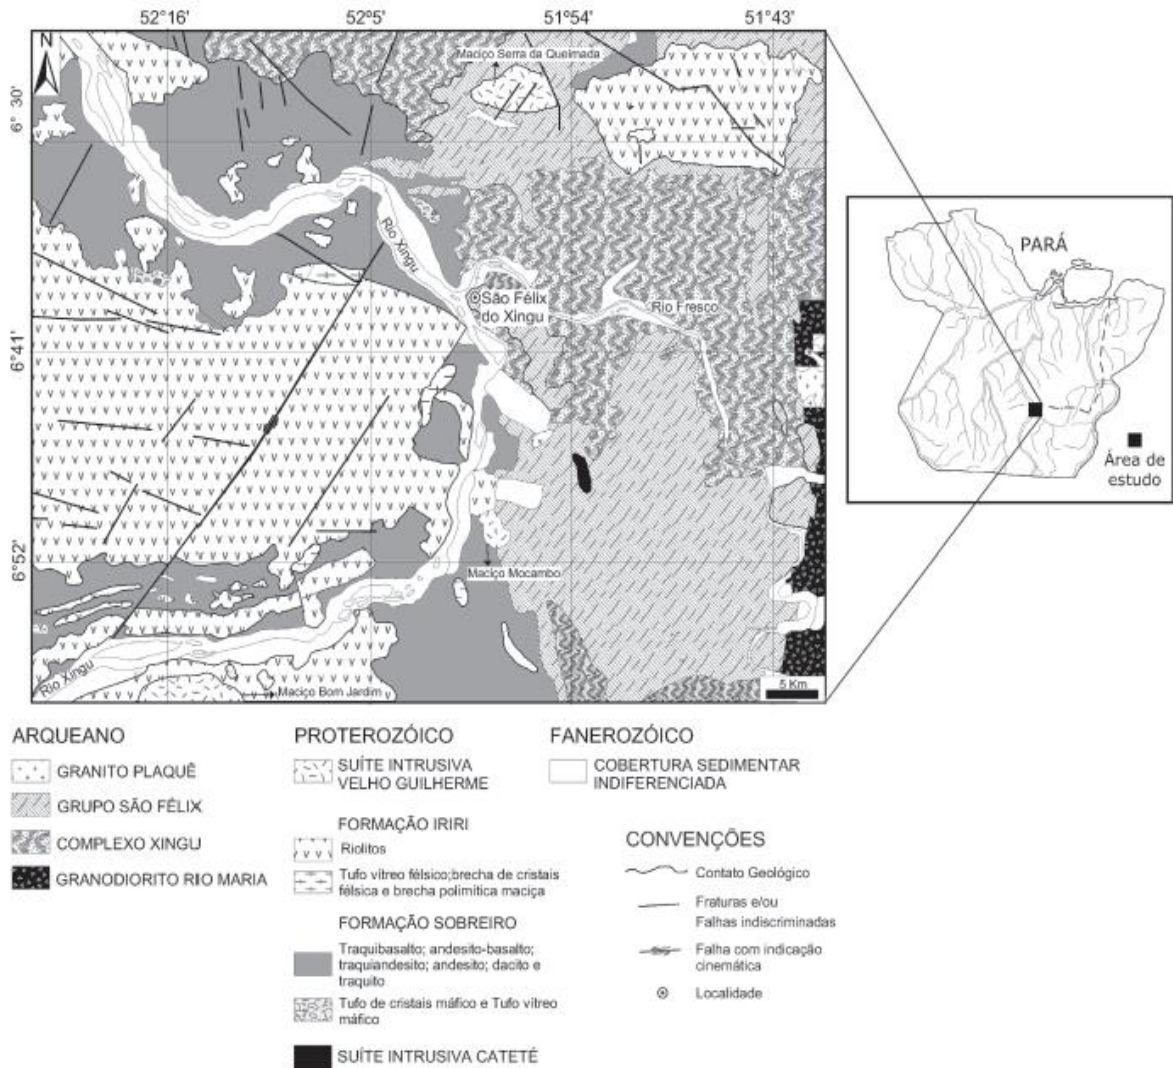 52°16' 52°5' 51°54' 51°43'
N
Maciço Serra da Queimada
6° 30'
PARÁ
Rio Xingu
São Félix
do Xingu
Rio Fresco
6°41'
Área de
estudo
6°52'
Maciço Mocambo
Rio Xingu
Maciço Bom Jardim
5 Km
ARQUEANO
GRANITO PLAQUÊ
GRUPO SÃO FÉLIX
COMPLEXO XINGU
GRANODIORITO RIO MARIA
PROTEROZÓICO
SUÍTE INTRUSIVA
VELHO GUILHERME
FORMAÇÃO IRIRI
Riolitos
Tufo vítreo félsico;brecha de cristais
félsica e brecha polimítica maciça
FORMAÇÃO SOBREIRO
Traquibasalto; andesito-basalto;
traquiandesito; andesito; dacito e
traquito
Tufo de cristais máfico e Tufo vítreo
máfico
SUÍTE INTRUSIVA CATETÉ
FANEROZÓICO
COBERTURA SEDIMENTAR
INDIFERENCIADA
CONVENÇÕES
Contato Geológico
Fraturas e/ou
Falhas indiscriminadas
Falha com indicação
cinemática
Localidade